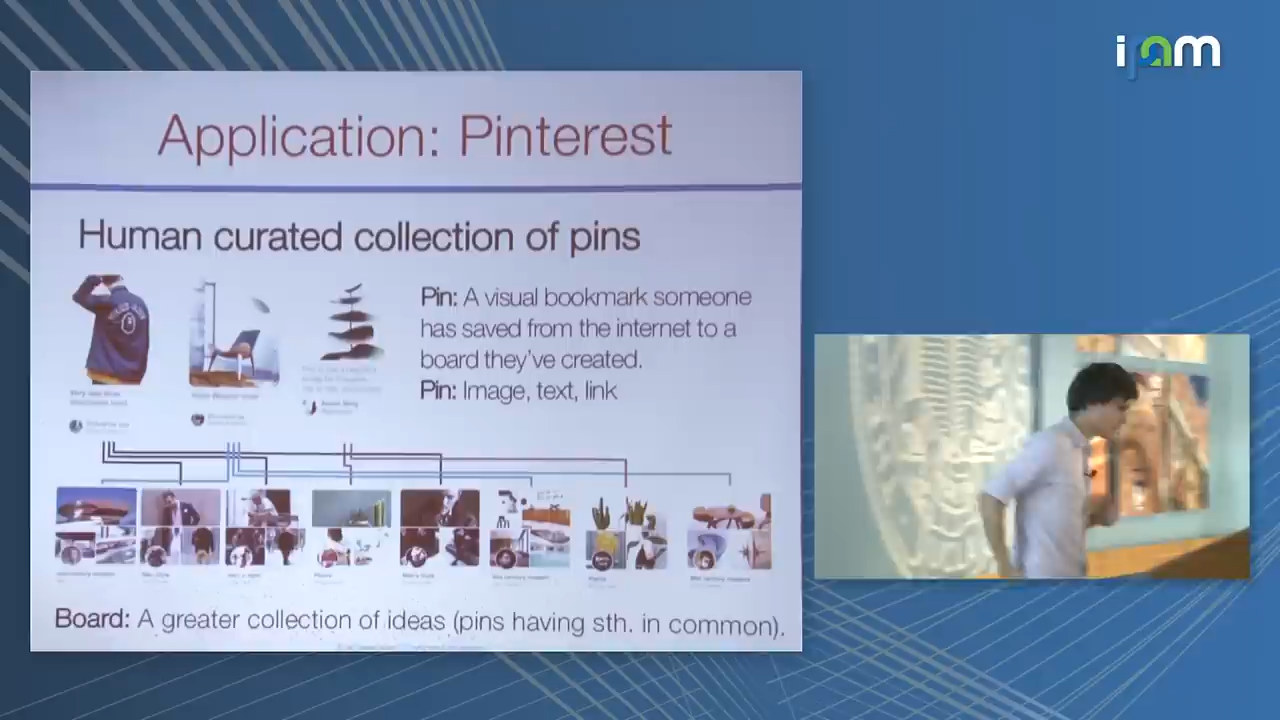 ipam
Application: Pinterest
Human curated collection of pins
Pin: A visual bookmark someone
has saved from the internet to a
board they've created.
Pin: Image, text, link
Board: A greater collection of ideas (pins having sth. in common).